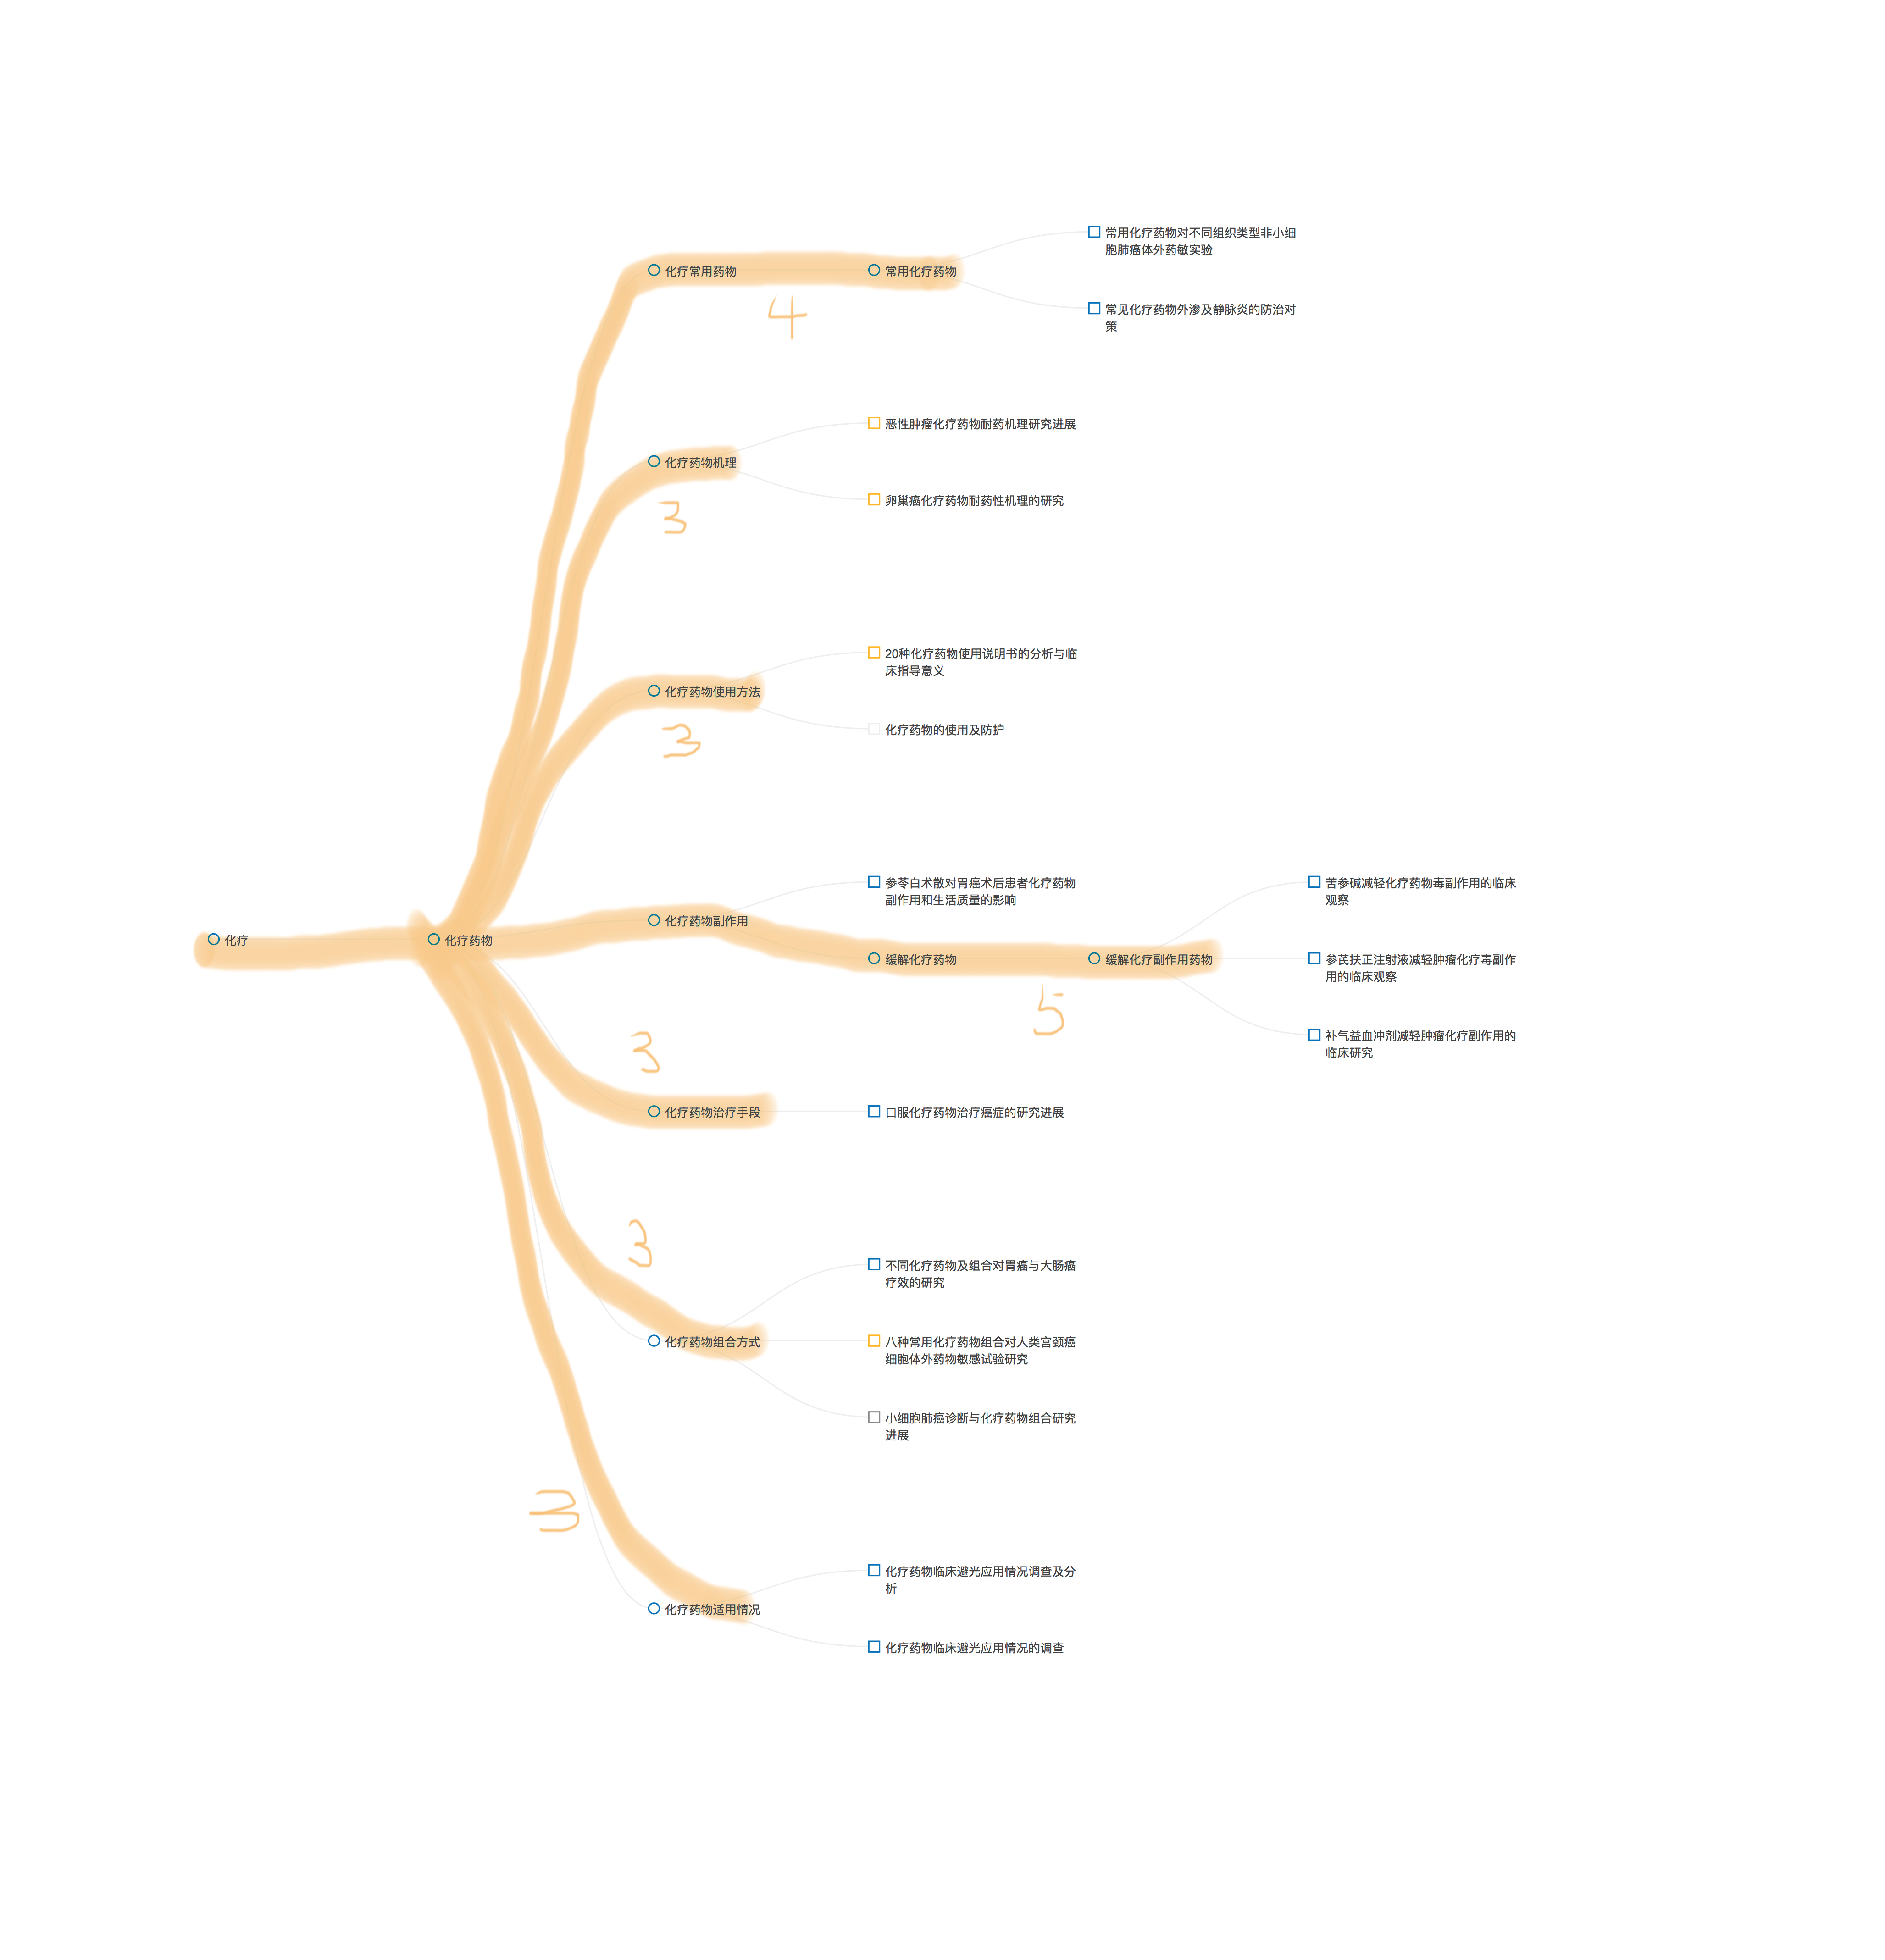 常用化疗药物对不同组织类型非小细
胞肺癌体外药敏实验
化疗常用药物
常用化疗药物
4
常见化疗药物外渗及静脉炎的防治对
策
恶性肿瘤化疗药物耐药机理研究进展
化疗药物机理
卵巢癌化疗药物耐药性机理的研究
3
20种化疗药物使用说明书的分析与临
床指导意义
化疗药物使用方法
化疗药物的使用及防护
3
参苓白术散对胃癌术后患者化疗药物
副作用和生活质量的影响
苦参碱减轻化疗药物毒副作用的临床
观察
化疗药物副作用
化疗
化疗药物
缓解化疗药物
缓解化疗副作用药物
参芪扶正注射液减轻肿瘤化疗毒副作
用的临床观察
5
补气益血冲剂减轻肿瘤化疗副作用的
临床研究
3
化疗药物治疗手段
口服化疗药物治疗癌症的研究进展
3
不同化疗药物及组合对胃癌与大肠癌
疗效的研究
化疗药物组合方式
八种常用化疗药物组合对人类宫颈癌
细胞体外药物敏感试验研究
小细胞肺癌诊断与化疗药物组合研究
进展
3
化疗药物临床避光应用情况调查及分
析
化疗药物适用情况
化疗药物临床避光应用情况的调查